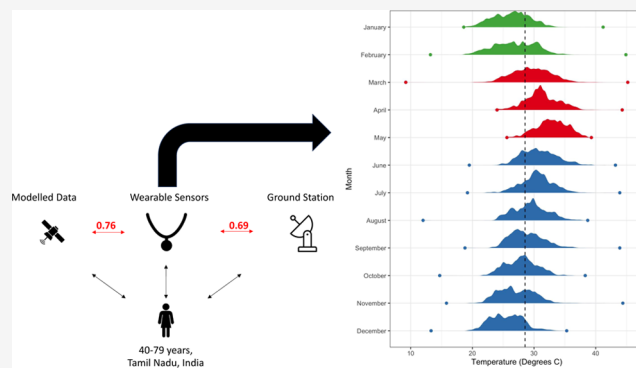 Modelled Data
Wearable Sensors
Ground Station
0.76
0.69
40-79 years,
Tamil Nadu, India
Month
January
February
March
April
May
June
July
August
September
October
November
December
10
20
30
40
Temperature (Degrees C)